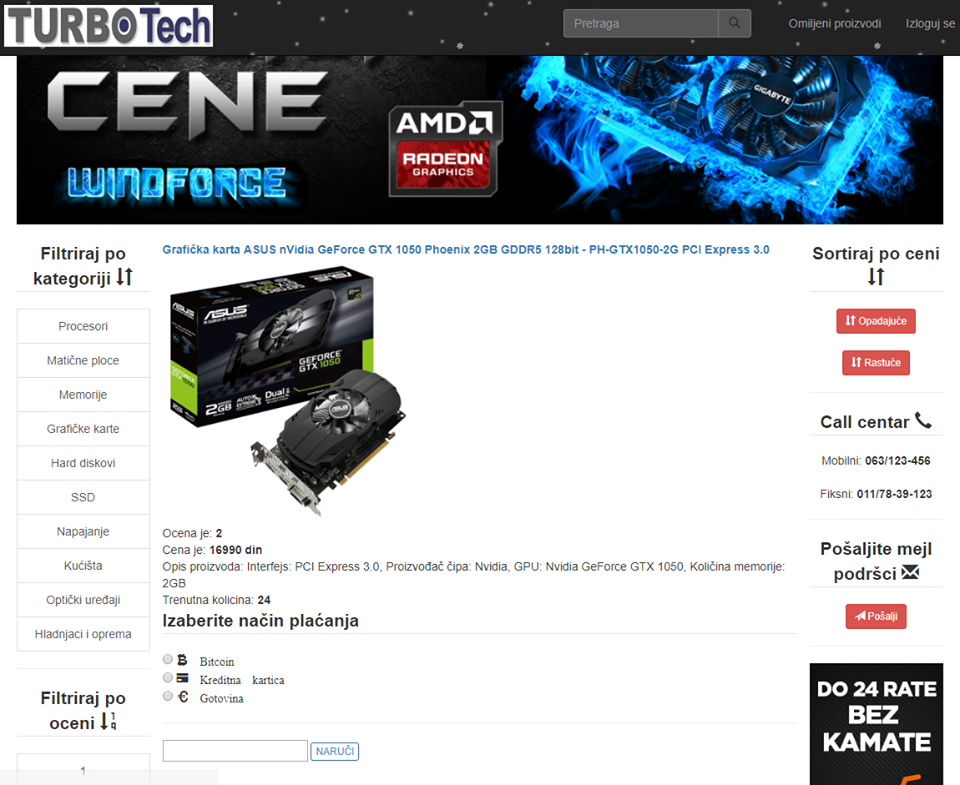 TURBOTech
Pretraga
Omiljeni proizvodi
Izloguj se
CENE
WINDFORCE
AMD
RADEON
GRAPHICS
GIGABYTE
Filtriraj po
kategoriji
Procesori
Matične ploce
Memorije
Grafičke karte
Hard diskovi
SSD
Napajanje
Kućišta
Optički uređaji
Hladnjaci i oprema
Filtriraj po
oceni
1
Grafička karta ASUS nVidia GeForce GTX 1050 Phoenix 2GB GDDR5 128bit - PH-GTX1050-2G PCI Express 3.0
ASUS
GEFORCE
GTX 1050
2GB
Dual
Ocena je: 2
Cena je: 16990 din
Opis proizvoda: Interfejs: PCI Express 3.0, Proizvođač čipa: Nvidia, GPU: Nvidia GeForce GTX 1050, Količina memorije:
2GB
Trenutna kolicina: 24
Izaberite način plaćanja
Bitcoin
Kreditna kartica
Gotovina
NARUČI
Sortiraj po ceni
Opadajuće
Rastuće
Call centar
Mobilni: 063/123-456
Fiksni: 011/78-39-123
Pošaljite mejl
podršci
Pošalji
DO 24 RATE
BEZ
KAMATE